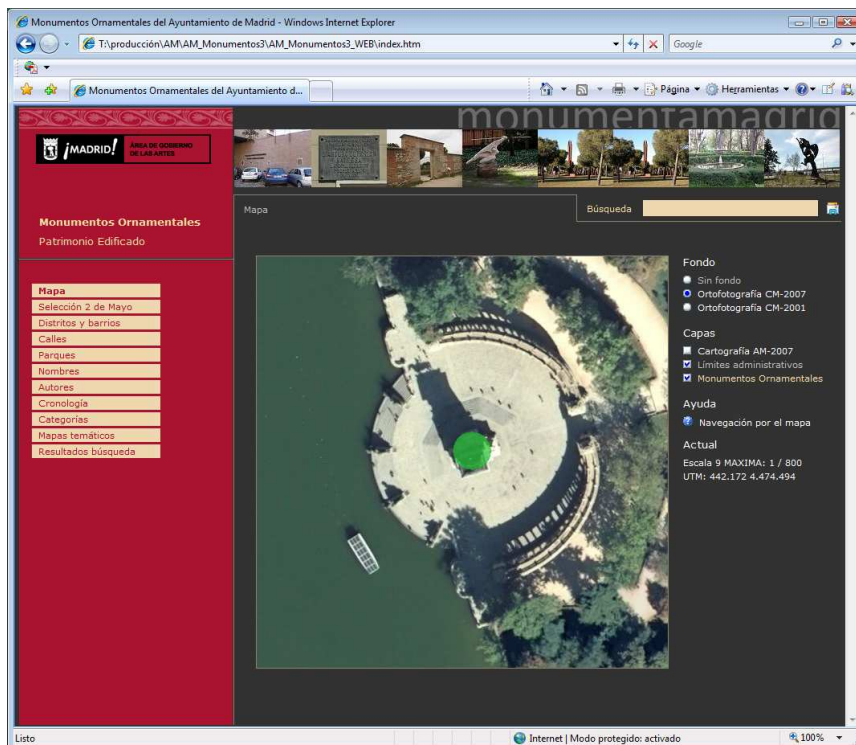 Monumentos Ornamentales del Ayuntamiento de Madrid - Windows Internet Explorer
T:\producción\AM\AM_Monumentos3\AM_Monumentos3_WEB\index.htm
Google
Monumentos Ornamentales del Ayuntamiento d...
Página
Herramientas
monumentamadrid
¡MADRID!
ÁREA DE GOBIERNO
DE LAS ARTES
Monumentos Ornamentales
Patrimonio Edificado
Mapa
Selección 2 de Mayo
Distritos y barrios
Calles
Parques
Nombres
Autores
Cronología
Categorías
Mapas temáticos
Resultados búsqueda
Mapa
Búsqueda
Fondo
Sin fondo
Ortofotografía CM-2007
Ortofotografía CM-2001
Capas
Cartografía AM-2007
Límites administrativos
Monumentos Ornamentales
Ayuda
Navegación por el mapa
Actual
Escala 9 MAXIMA: 1 / 800
UTM: 442.172 4.474.494
Listo
Internet | Modo protegido: activado
100%